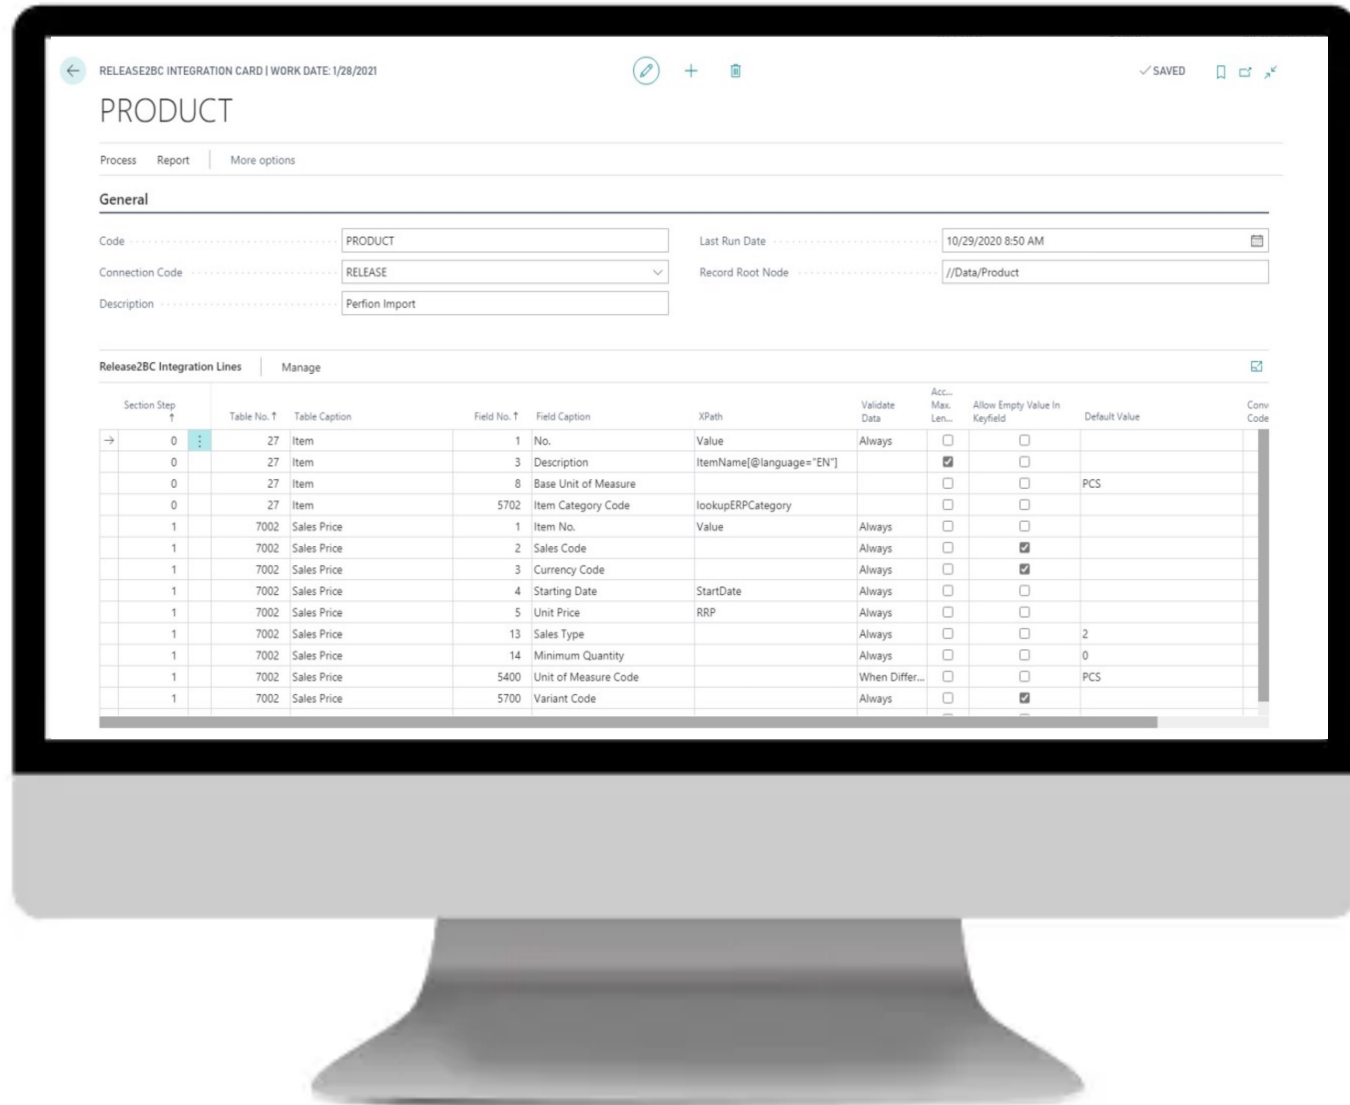 RELEASE2BC INTEGRATION CARD | WORK DATE: 1/28/2021
✓ SAVED
PRODUCT
Process Report More options
General
Code PRODUCT Last Run Date 10/29/2020 8:50 AM
Connection Code RELEASE Record Root Node //Data/Product
Description Perfion Import
Release2BC Integration Lines Manage
Section Step ↑ Table No. ↑ Table Caption Field No. ↑ Field Caption XPath Validate Data Acc... Max. Len... Allow Empty Value In Keyfield Default Value Conv Code
→ 0 27 Item 1 No. Value Always
0 27 Item 3 Description ItemName[@language="EN"]
0 27 Item 8 Base Unit of Measure PCS
0 27 Item 5702 Item Category Code lookupERPCategory
1 7002 Sales Price 1 Item No. Value Always
1 7002 Sales Price 2 Sales Code Always
1 7002 Sales Price 3 Currency Code Always
1 7002 Sales Price 4 Starting Date StartDate Always
1 7002 Sales Price 5 Unit Price RRP Always
1 7002 Sales Price 13 Sales Type Always 2
1 7002 Sales Price 14 Minimum Quantity Always 0
1 7002 Sales Price 5400 Unit of Measure Code When Differ... PCS
1 7002 Sales Price 5700 Variant Code Always